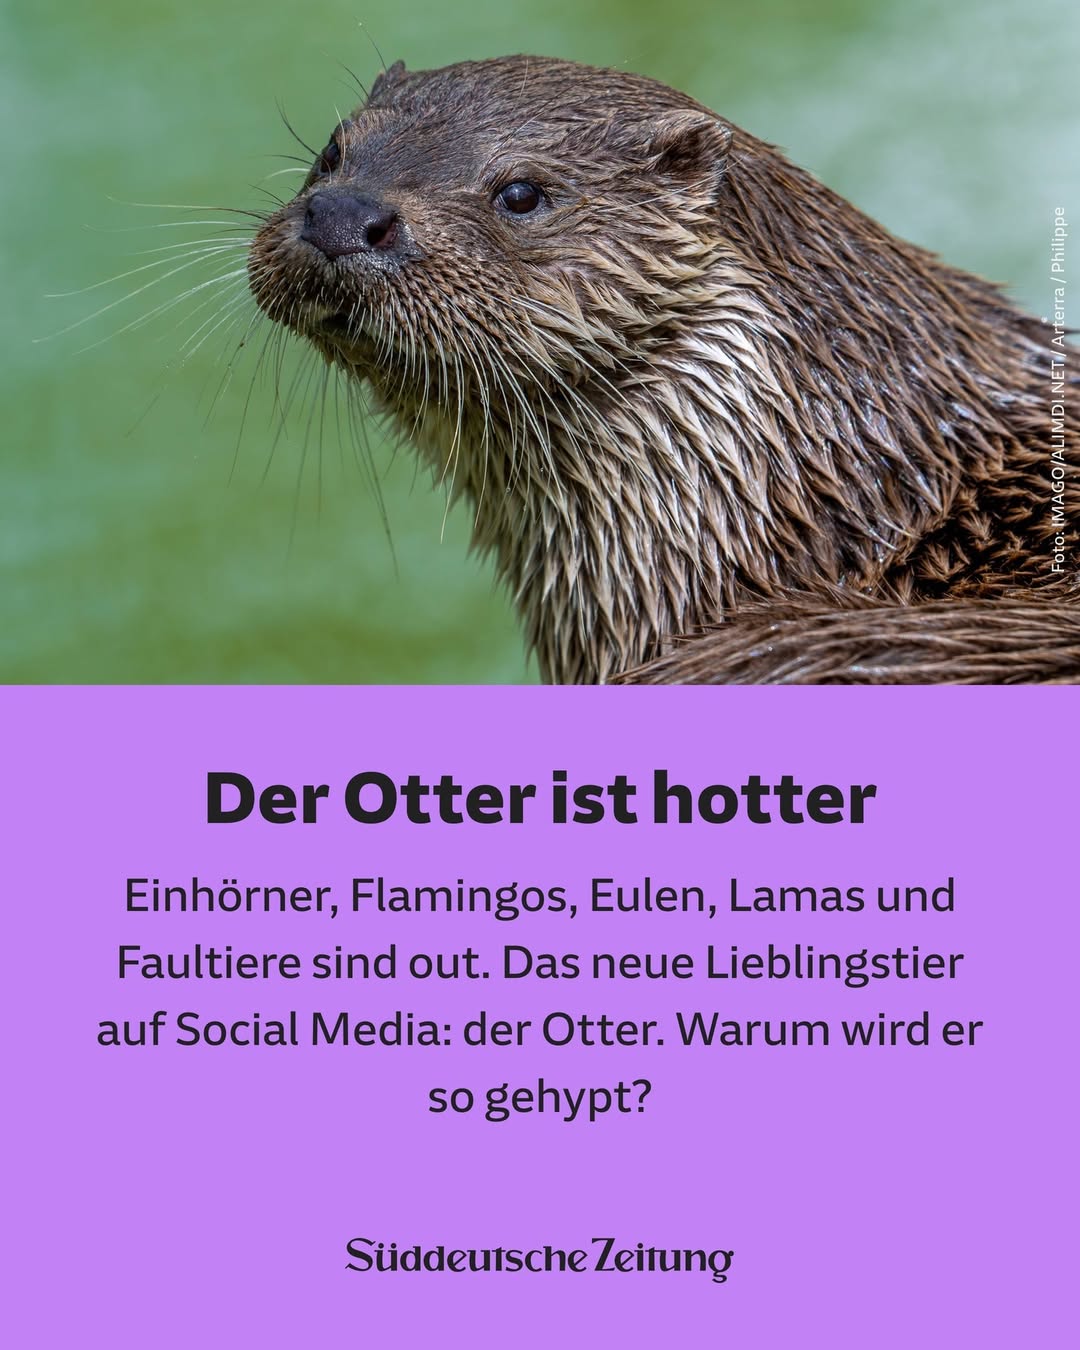 Foto: IMAGO/ALIMDI.NET / Arterra / Philippe
Der Otter ist hotter
Einhörner, Flamingos, Eulen, Lamas und
Faultiere sind out. Das neue Lieblingstier
auf Social Media: der Otter. Warum wird er
so gehypt?
Süddeutsche Zeitung